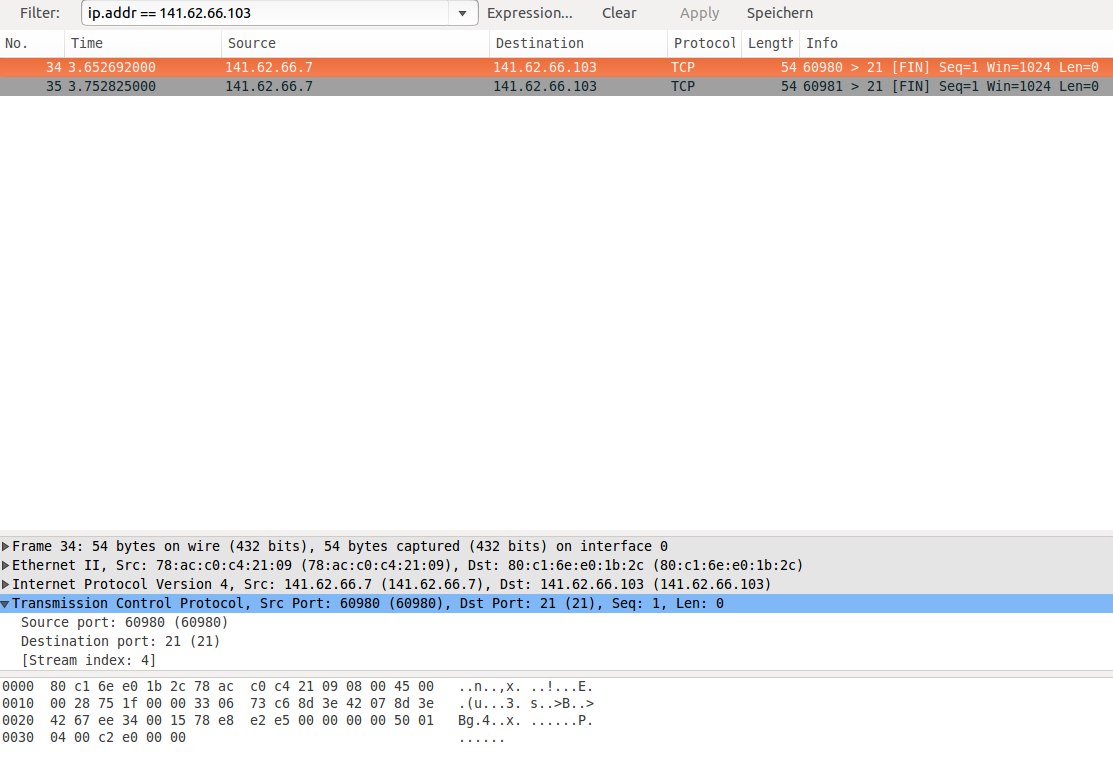 Filter: ip.addr == 141.62.66.103 Expression... Clear Apply Speichern
No. Time Source Destination Protocol Length Info
34 3.652692000 141.62.66.7 141.62.66.103 TCP 54 60980 > 21 [FIN] Seq=1 Win=1024 Len=0
35 3.752825000 141.62.66.7 141.62.66.103 TCP 54 60981 > 21 [FIN] Seq=1 Win=1024 Len=0
Frame 34: 54 bytes on wire (432 bits), 54 bytes captured (432 bits) on interface 0
Ethernet II, Src: 78:ac:c0:c4:21:09 (78:ac:c0:c4:21:09), Dst: 80:c1:6e:e0:1b:2c (80:c1:6e:e0:1b:2c)
Internet Protocol Version 4, Src: 141.62.66.7 (141.62.66.7), Dst: 141.62.66.103 (141.62.66.103)
Transmission Control Protocol, Src Port: 60980 (60980), Dst Port: 21 (21), Seq: 1, Len: 0
Source port: 60980 (60980)
Destination port: 21 (21)
[Stream index: 4]
0000 80 c1 6e e0 1b 2c 78 ac c0 c4 21 09 08 00 45 00 ..n..,x. ..!...E.
0010 00 28 75 1f 00 00 33 06 73 c6 8d 3e 42 07 8d 3e .(u...3. s..>B..>
0020 42 67 ee 34 00 15 78 e8 e2 e5 00 00 00 00 50 01 Bg.4..x. ......P.
0030 04 00 c2 e0 00 00 ......